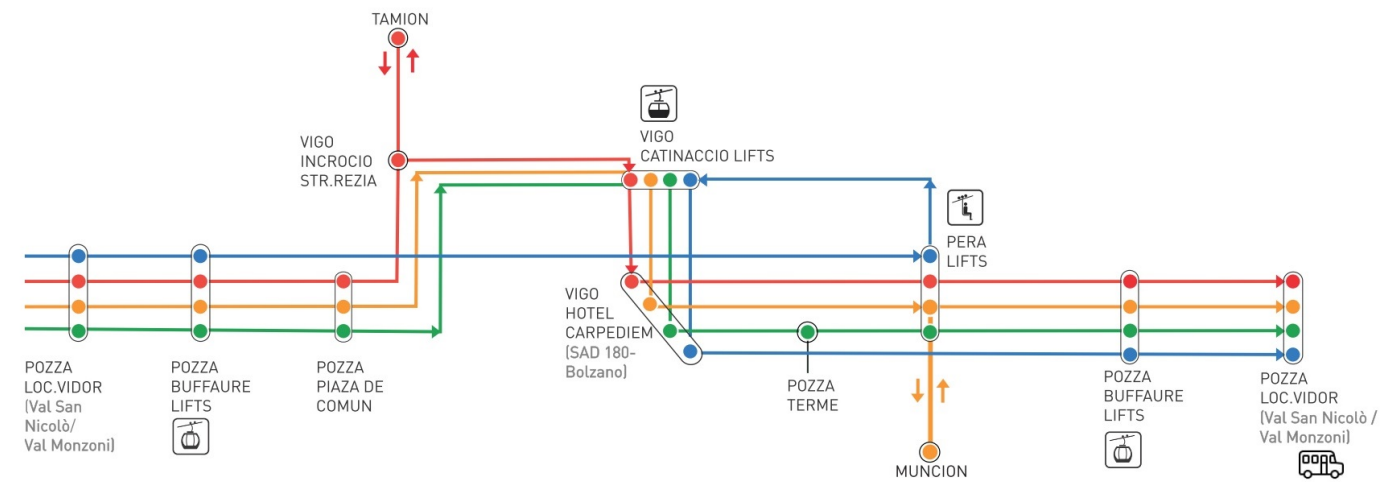 TAMION
VIGO
INCROCIO
STR.REZIA
VIGO
CATINACCIO LIFTS
PERA
LIFTS
VIGO
HOTEL
CARPEDIEM
(SAD 180-
Bolzano)
POZZA
LOC.VIDOR
(Val San
Nicolò/
Val Monzoni)
POZZA
BUFFAURE
LIFTS
POZZA
PIAZA DE
COMUN
POZZA
TERME
MUNCION
POZZA
BUFFAURE
LIFTS
POZZA
LOC.VIDOR
(Val San Nicolò /
Val Monzoni)